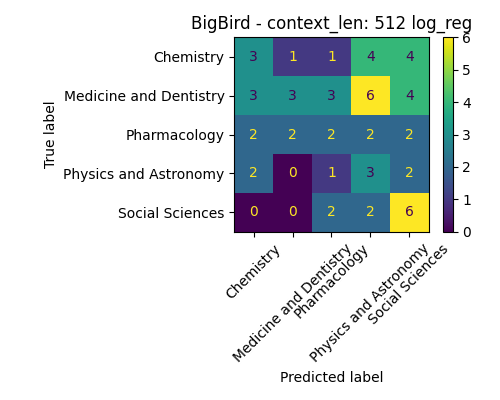 BigBird - context_len: 512 log_reg
True label
Chemistry 3 1 1 4 4
Medicine and Dentistry 3 3 3 6 4
Pharmacology 2 2 2 2 2
Physics and Astronomy 2 0 1 3 2
Social Sciences 0 0 2 2 6
Chemistry
Medicine and Dentistry
Pharmacology
Physics and Astronomy
Social Sciences
Predicted label
6
5
4
3
2
1
0